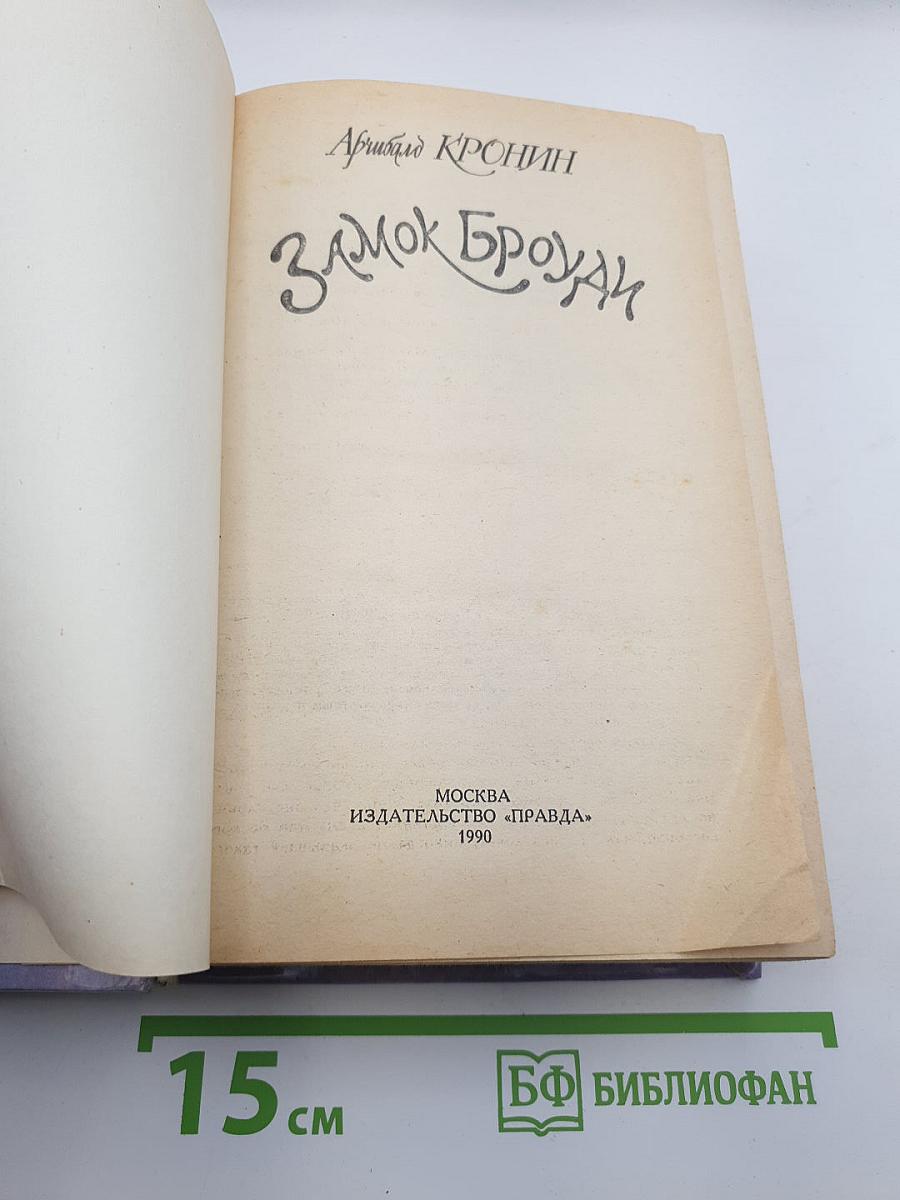 Арчибалд КРОНИН
ЗАМОК БРОУДИ
МОСКВА
ИЗДАТЕЛЬСТВО «ПРАВДА»
1990
15 см
БФ БИБЛИОФАН